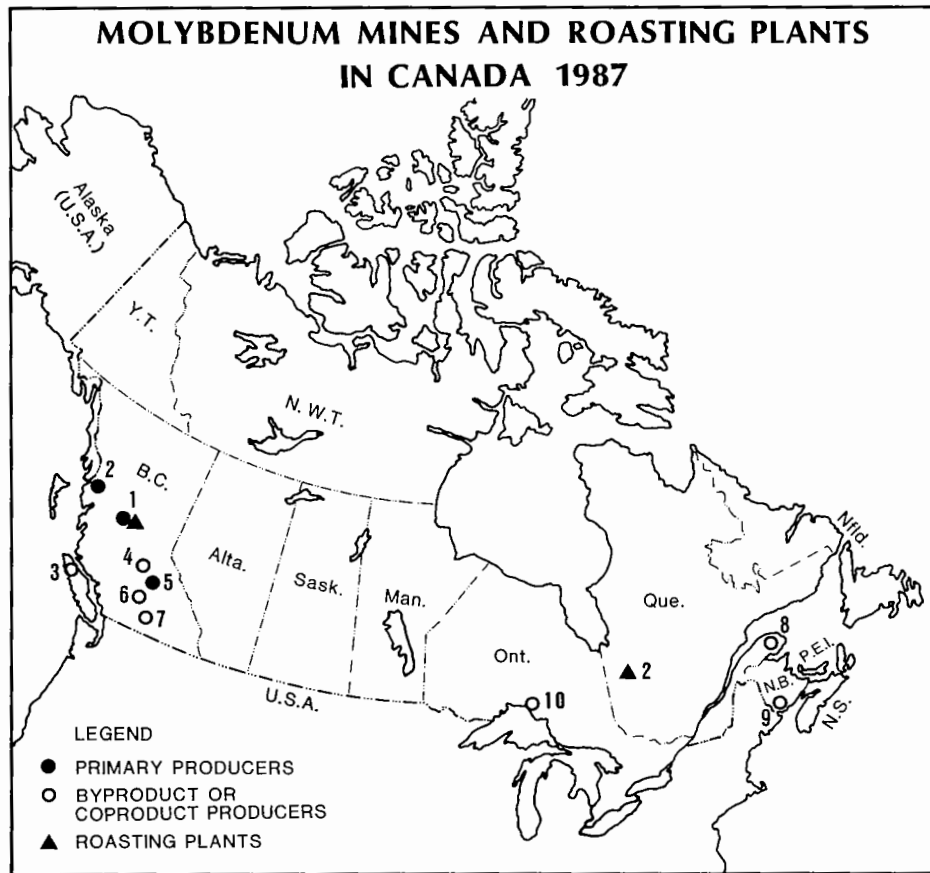 MOLYBDENUM MINES AND ROASTING PLANTS
IN CANADA 1987
Alaska
(U.S.A.)
Y.T.
N.W.T.
B.C.
2
1
3
4
5
6
7
Alta.
Sask.
Man.
Ont.
Que.
Nfld.
P.E.I.
N.B.
N.S.
8
9
10
2
U.S.A.
LEGEND
PRIMARY PRODUCERS
BYPRODUCT OR
COPRODUCT PRODUCERS
ROASTING PLANTS